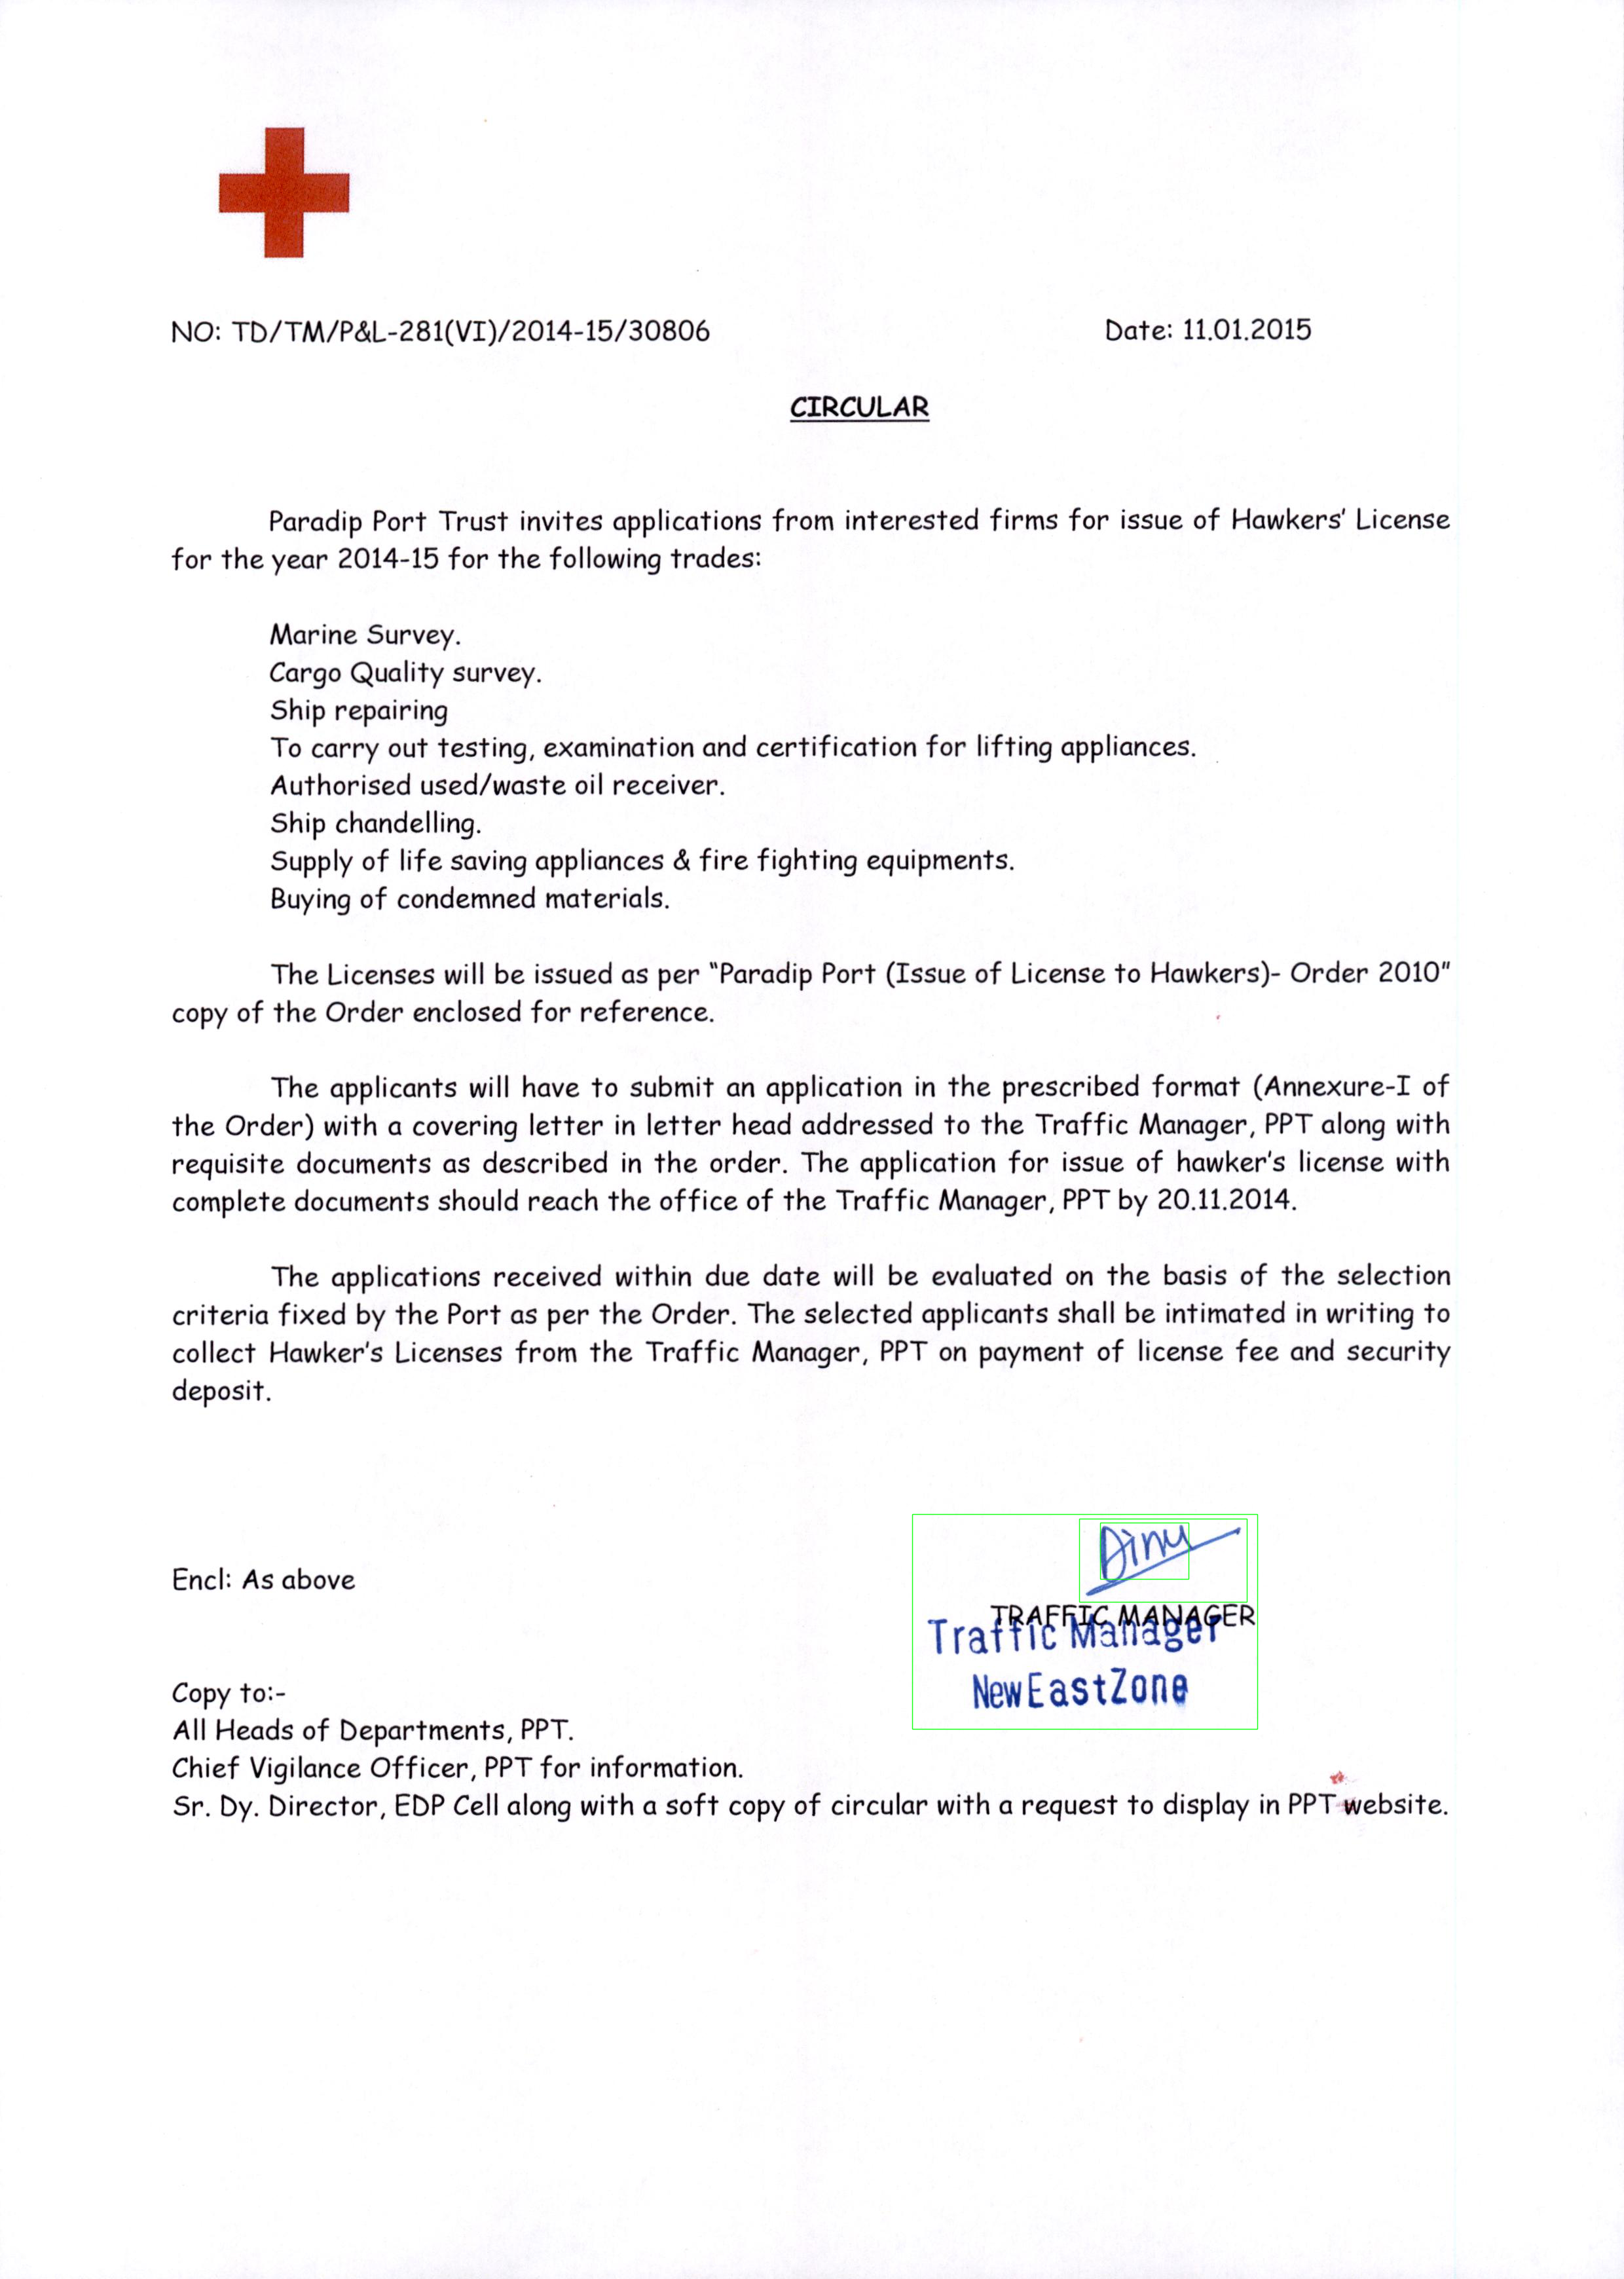 NO: TD/TM/P&L-281(VI)/2014-15/30806 Date: 11.01.2015
CIRCULAR
Paradip Port Trust invites applications from interested firms for issue of Hawkers' License
for the year 2014-15 for the following trades:
Marine Survey.
Cargo Quality survey.
Ship repairing
To carry out testing, examination and certification for lifting appliances.
Authorised used/waste oil receiver.
Ship chandelling.
Supply of life saving appliances & fire fighting equipments.
Buying of condemned materials.
The Licenses will be issued as per "Paradip Port (Issue of License to Hawkers)- Order 2010"
copy of the Order enclosed for reference.
The applicants will have to submit an application in the prescribed format (Annexure-I of
the Order) with a covering letter in letter head addressed to the Traffic Manager, PPT along with
requisite documents as described in the order. The application for issue of hawker's license with
complete documents should reach the office of the Traffic Manager, PPT by 20.11.2014.
The applications received within due date will be evaluated on the basis of the selection
criteria fixed by the Port as per the Order. The selected applicants shall be intimated in writing to
collect Hawker's Licenses from the Traffic Manager, PPT on payment of license fee and security
deposit.
Dinu
Encl: As above
TRAFFIC MANAGER
Traffic Manager
New East Zone
Copy to:-
All Heads of Departments, PPT.
Chief Vigilance Officer, PPT for information.
Sr. Dy. Director, EDP Cell along with a soft copy of circular with a request to display in PPT website.